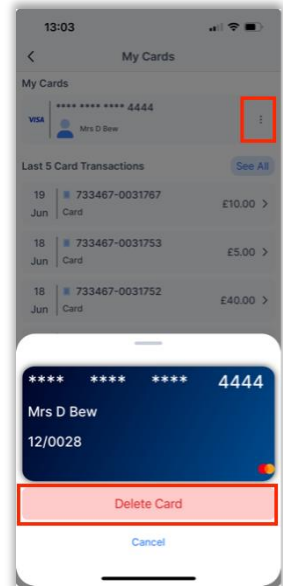 13:03
My Cards
My Cards
VISA
**** **** **** 4444
Mrs D Bew
Last 5 Card Transactions See All
19 Jun
733467-0031767
Card
£10.00 >
18 Jun
733467-0031753
Card
£5.00 >
18 Jun
733467-0031752
Card
£40.00 >
**** **** **** 4444
Mrs D Bew
12/0028
Delete Card
Cancel